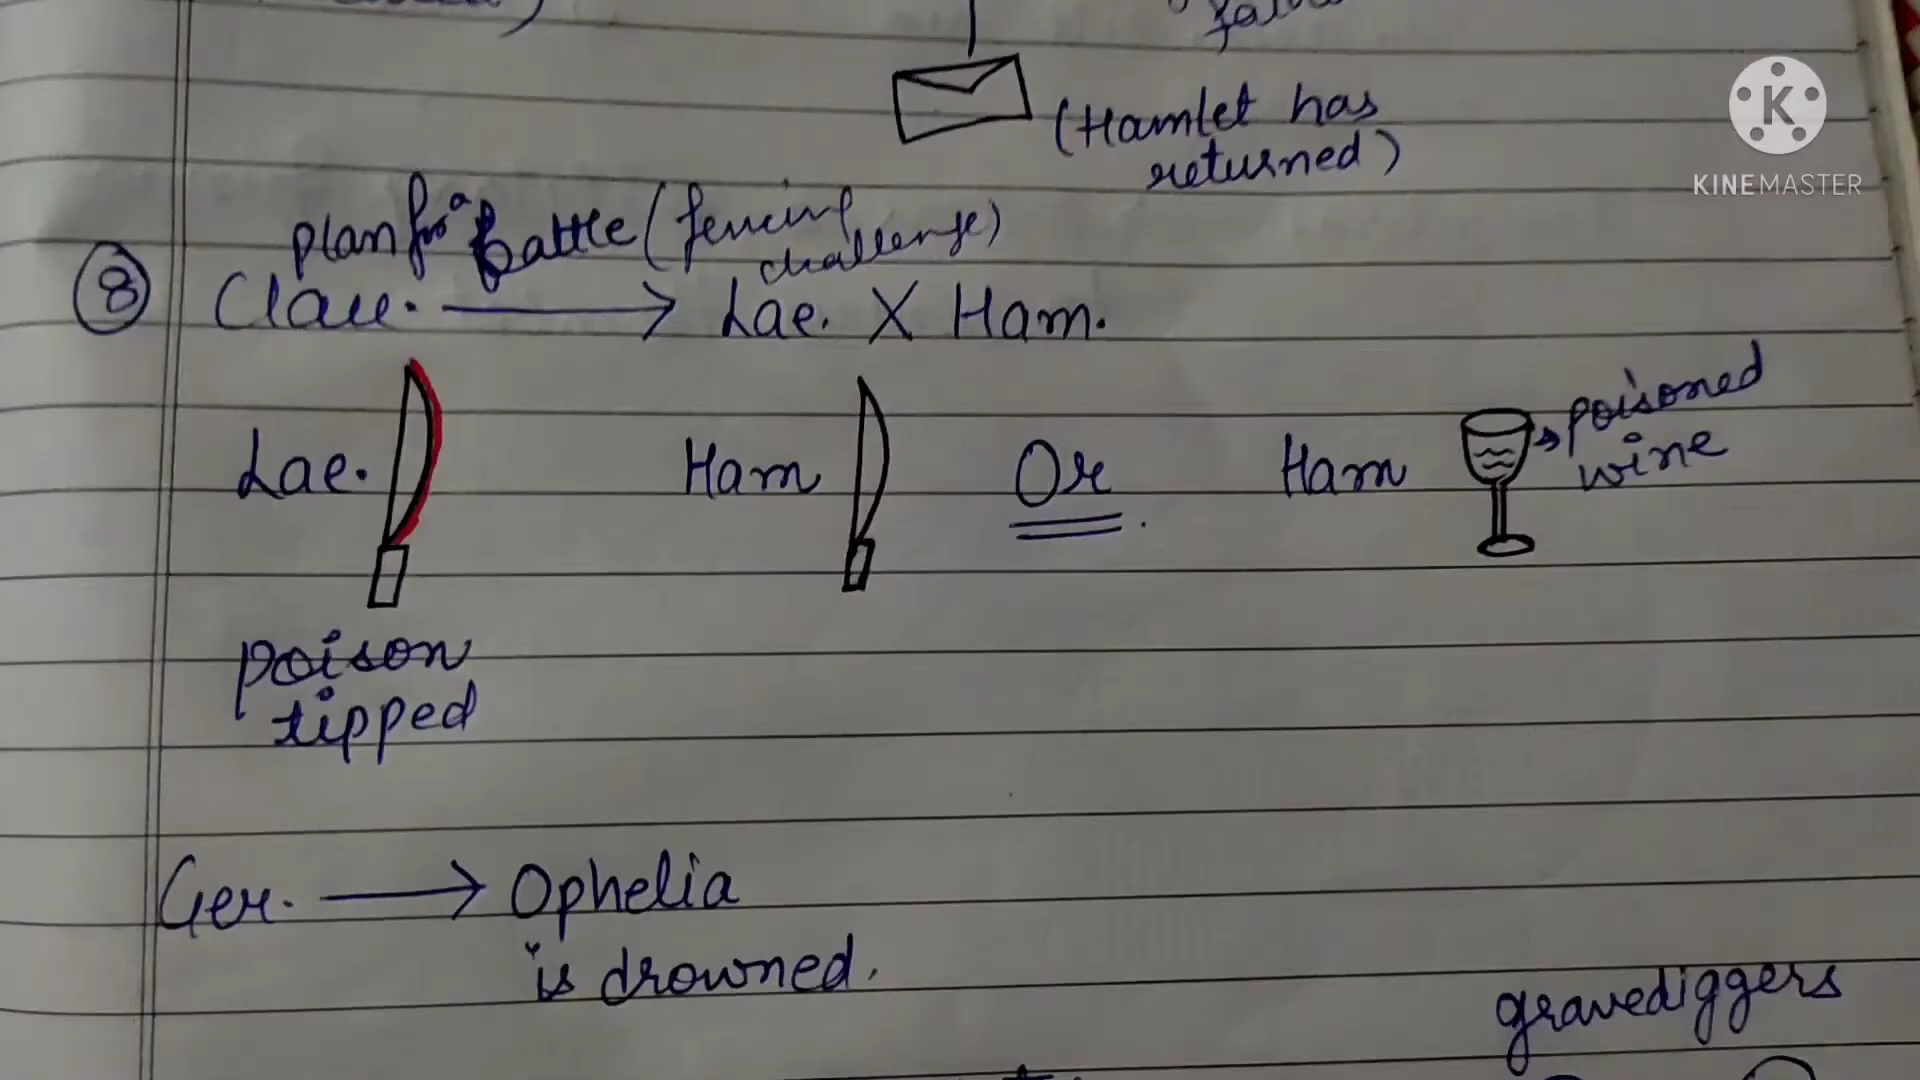 (Hamlet has
returned)
KINEMASTER
plan for a Battle (fencing
challenge)
8 Clau. → Lae. X Ham.
Lae. Ham Or Ham poisoned
wine
poison
tipped
Ger. → Ophelia
is drowned.
gravediggers